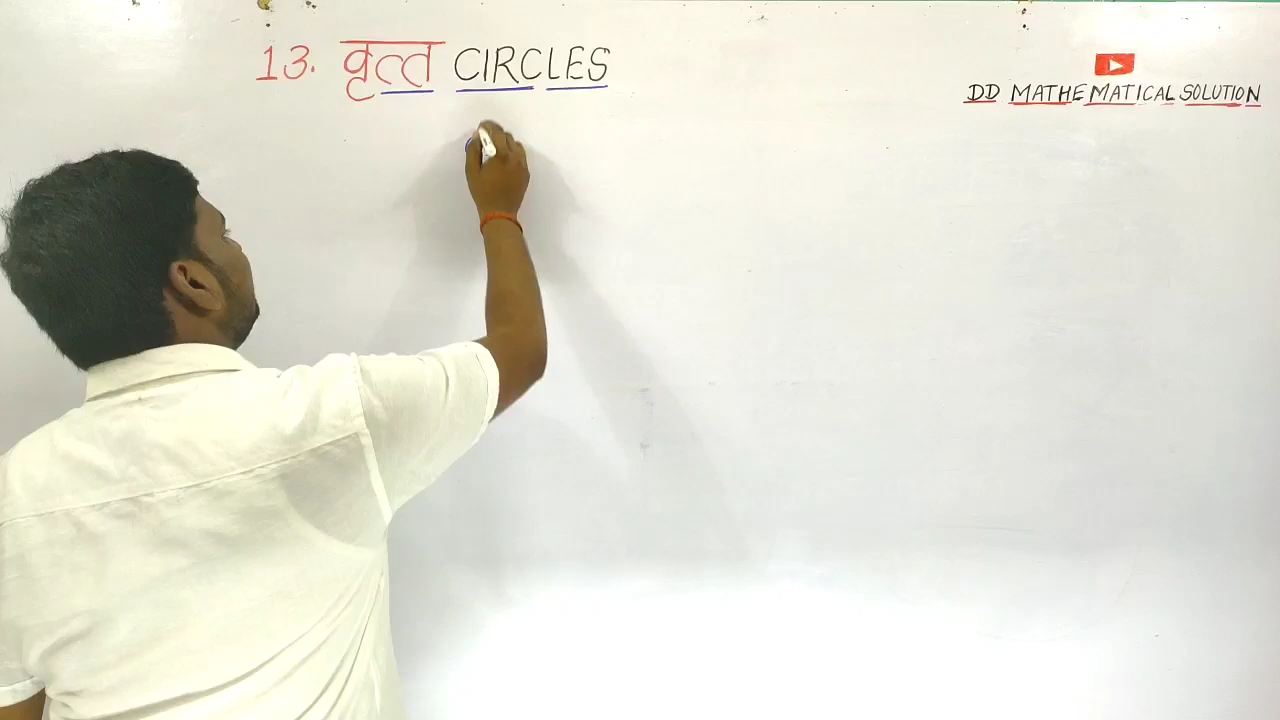 13. वृत्त CIRCLES
DD MATHEMATICAL SOLUTION